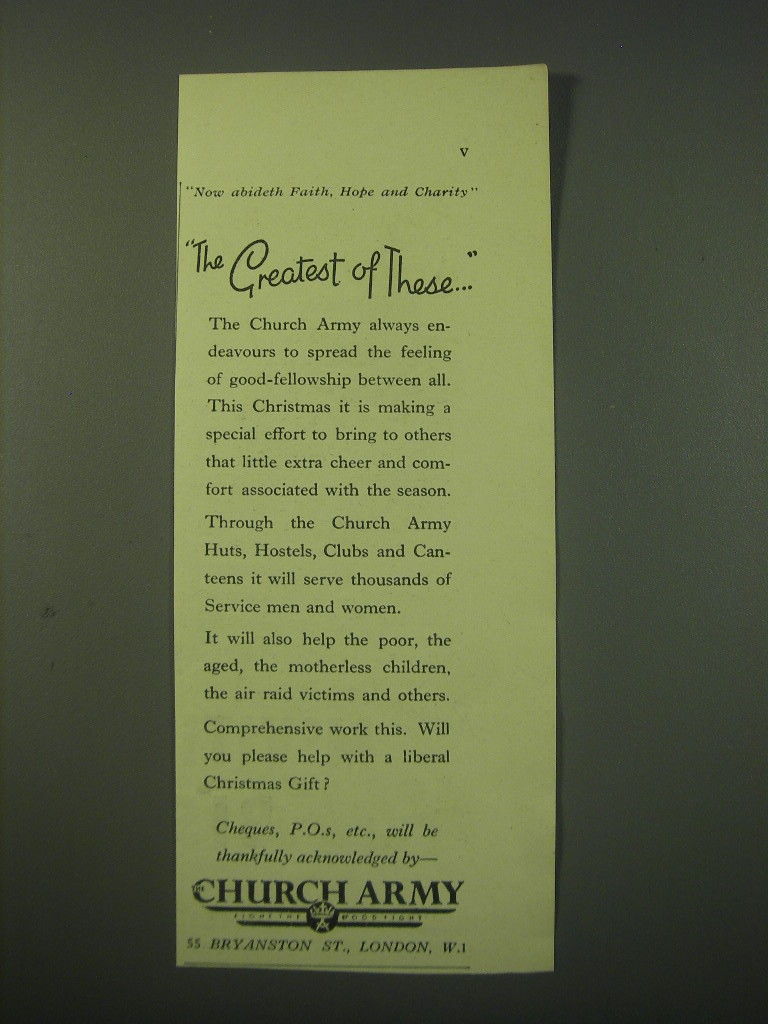 v
"Now abideth Faith, Hope and Charity"
"The Greatest of These..."
The Church Army always en-
deavours to spread the feeling
of good-fellowship between all.
This Christmas it is making a
special effort to bring to others
that little extra cheer and com-
fort associated with the season.
Through the Church Army
Huts, Hostels, Clubs and Can-
teens it will serve thousands of
Service men and women.
It will also help the poor, the
aged, the motherless children,
the air raid victims and others.
Comprehensive work this. Will
you please help with a liberal
Christmas Gift?
Cheques, P.O.s, etc., will be
thankfully acknowledged by—
THE CHURCH ARMY
FIGHT THE GOOD FIGHT
55 BRYANSTON ST., LONDON, W.1